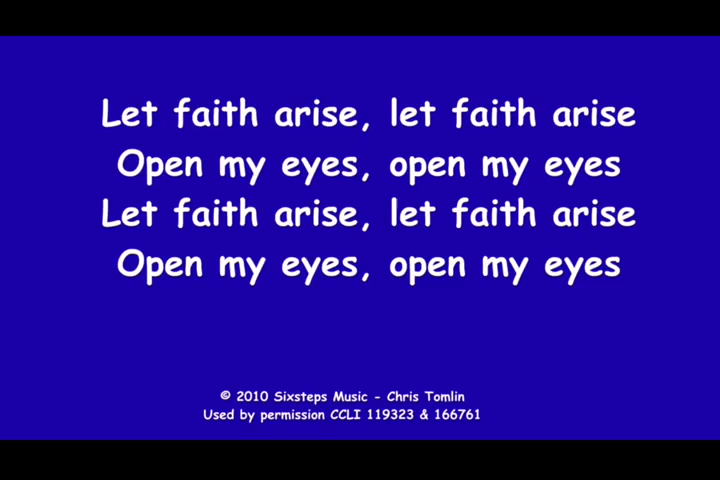 Let faith arise, let faith arise
Open my eyes, open my eyes
Let faith arise, let faith arise
Open my eyes, open my eyes
© 2010 Sixsteps Music - Chris Tomlin
Used by permission CCLI 119323 & 166761